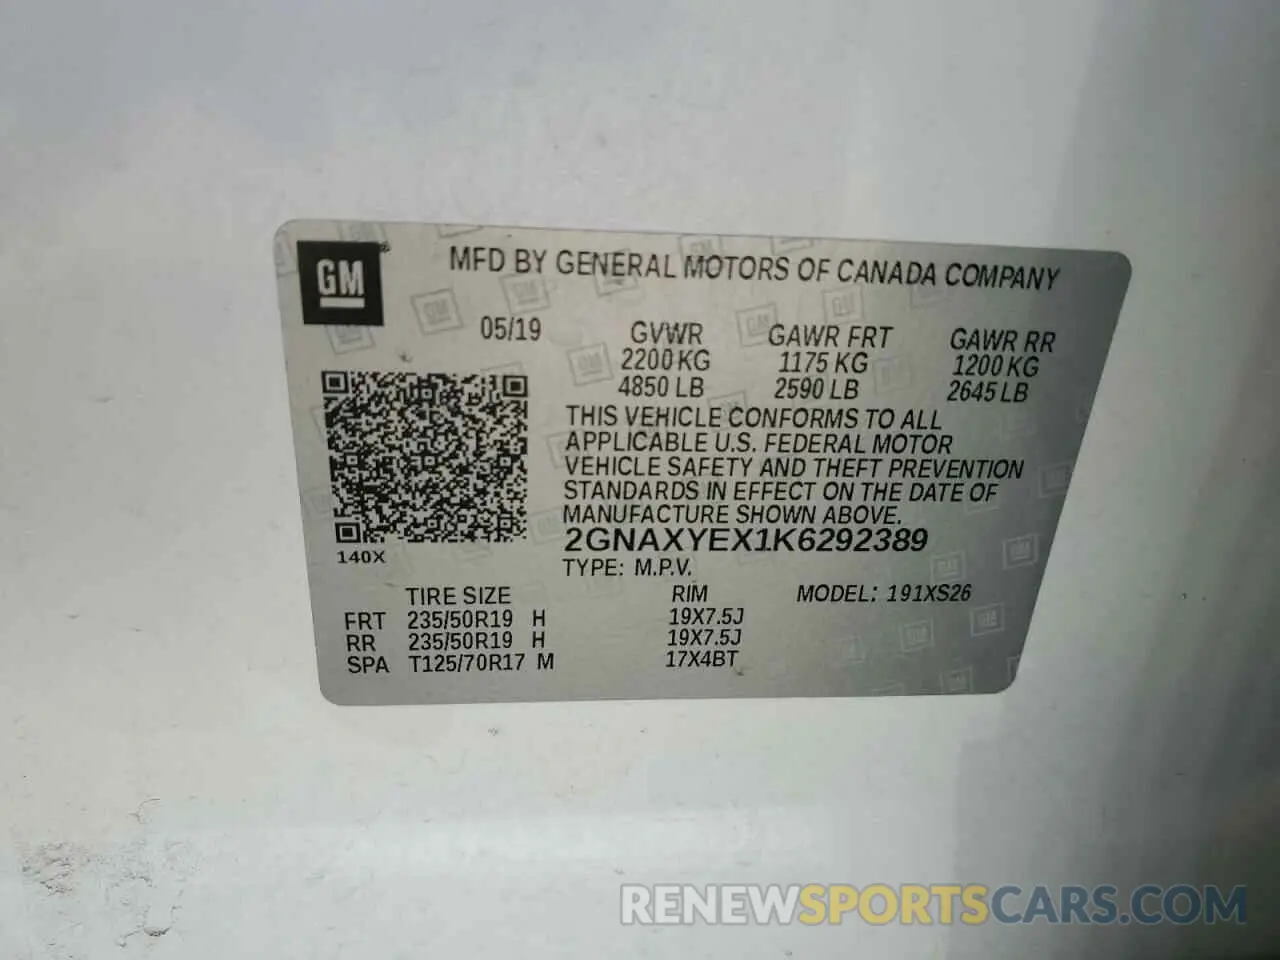 GM
MFD BY GENERAL MOTORS OF CANADA COMPANY
05/19 GVWR GAWR FRT GAWR RR
2200 KG 1175 KG 1200 KG
4850 LB 2590 LB 2645 LB
THIS VEHICLE CONFORMS TO ALL
APPLICABLE U.S. FEDERAL MOTOR
VEHICLE SAFETY AND THEFT PREVENTION
STANDARDS IN EFFECT ON THE DATE OF
MANUFACTURE SHOWN ABOVE.
2GNAXYEX1K6292389
140X
TYPE: M.P.V.
TIRE SIZE RIM MODEL: 191XS26
FRT 235/50R19 H 19X7.5J
RR 235/50R19 H 19X7.5J
SPA T125/70R17 M 17X4BT
RENEWSPORTSCARS.COM